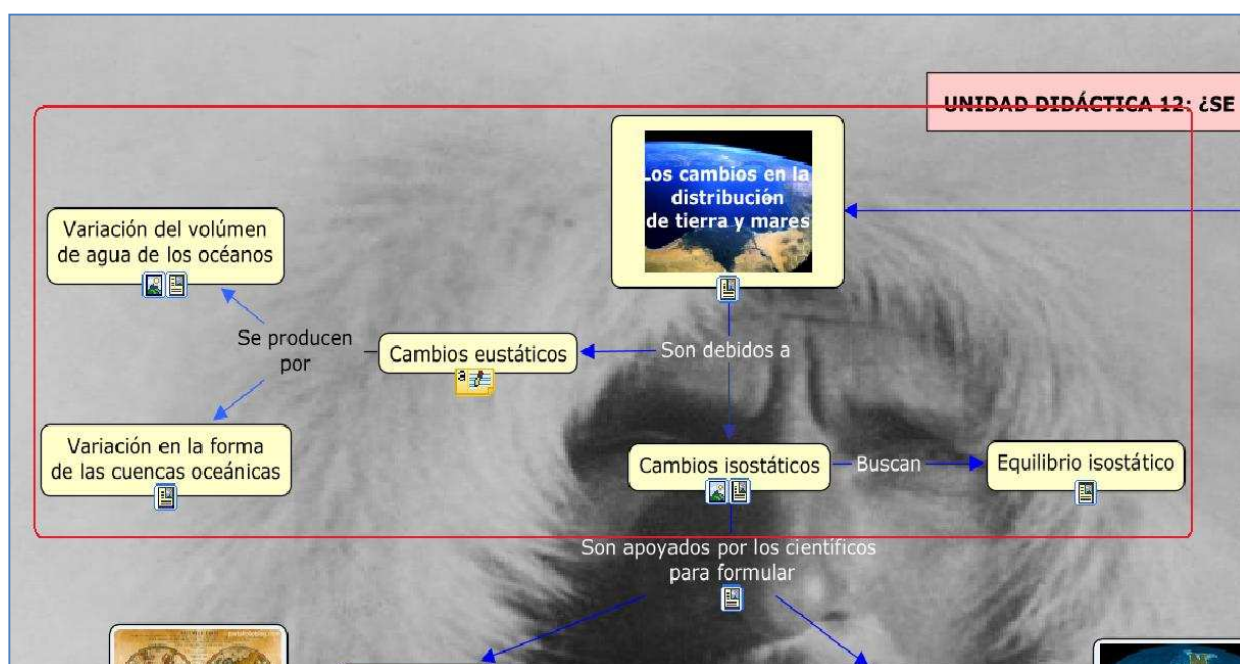 UNIDAD DIDÁCTICA 12: ¿SE
Los cambios en la
distribución
de tierra y mares
Variación del volúmen
de agua de los océanos
Se producen
por
Cambios eustáticos
Son debidos a
Variación en la forma
de las cuencas oceánicas
Cambios isostáticos
Buscan
Equilibrio isostático
Son apoyados por los científicos
para formular